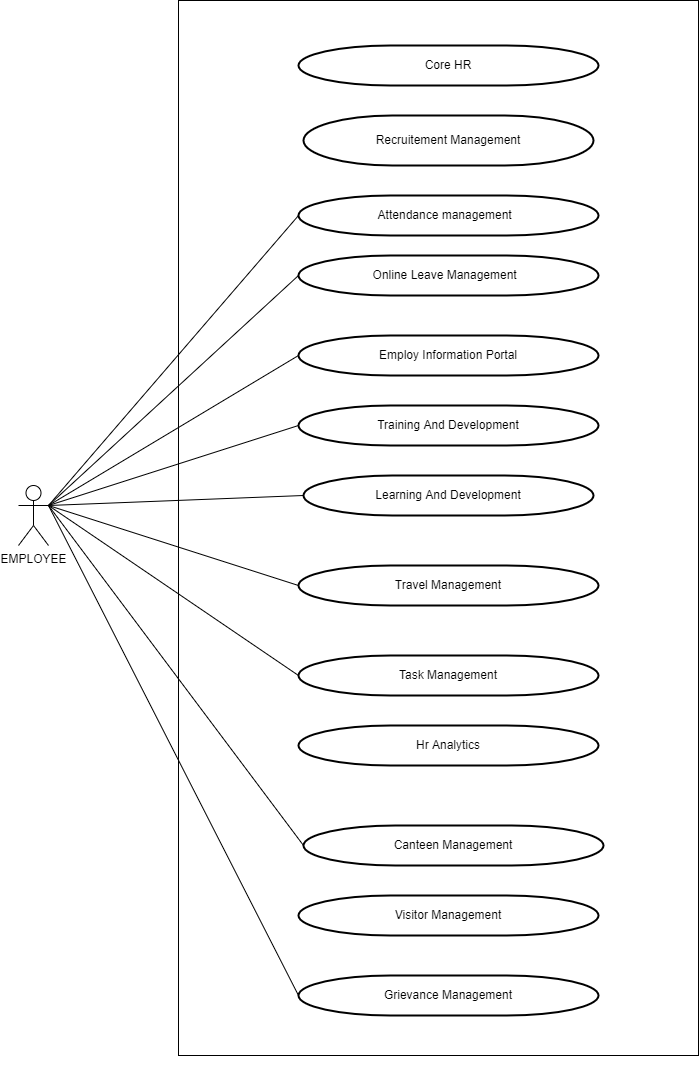 Core HR
Recruitement Management
Attendance management
Online Leave Management
Employ Information Portal
Training And Development
Learning And Development
EMPLOYEE
Travel Management
Task Management
Hr Analytics
Canteen Management
Visitor Management
Grievance Management